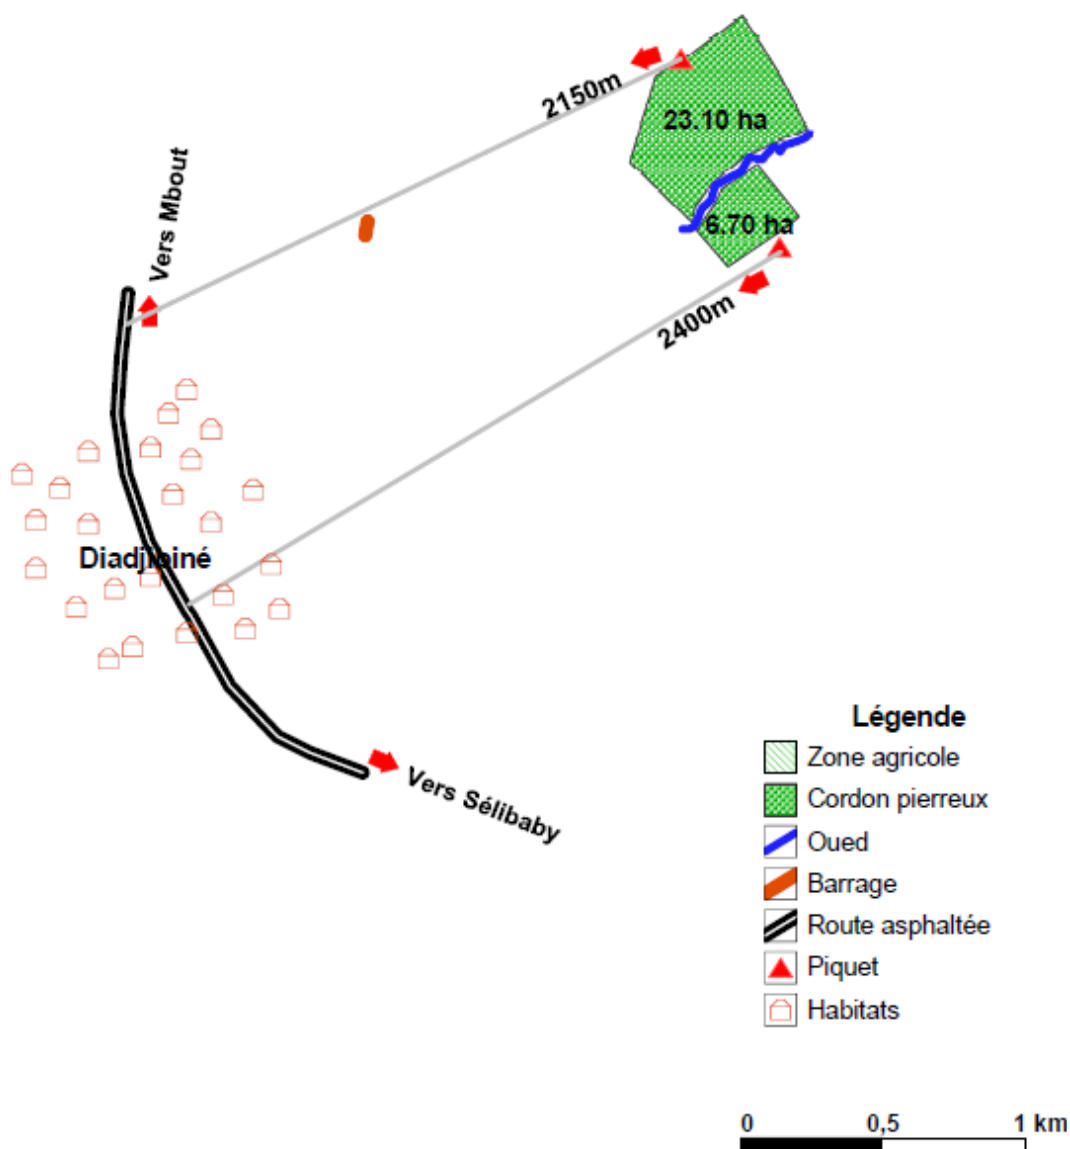 2150m
23.10 ha
6.70 ha
Vers Mbout
2400m
Diadjibiné
Vers Sélibaby
Légende
Zone agricole
Cordon pierreux
Oued
Barrage
Route asphaltée
Piquet
Habitats
0 0,5 1 km